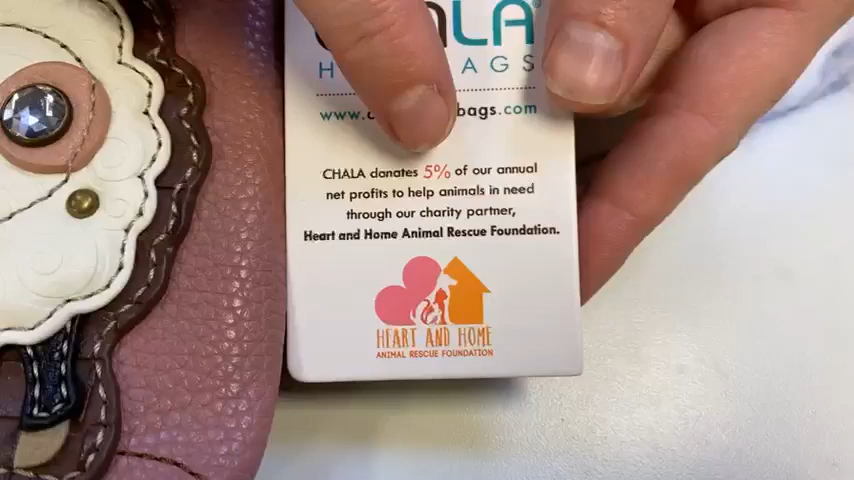 LA®
H AGS
www.c bags.com
CHALA donates 5% of our annual
net profits to help animals in need
through our charity partner,
Heart and Home Animal Rescue Foundation.
HEART AND HOME
ANIMAL RESCUE FOUNDATION